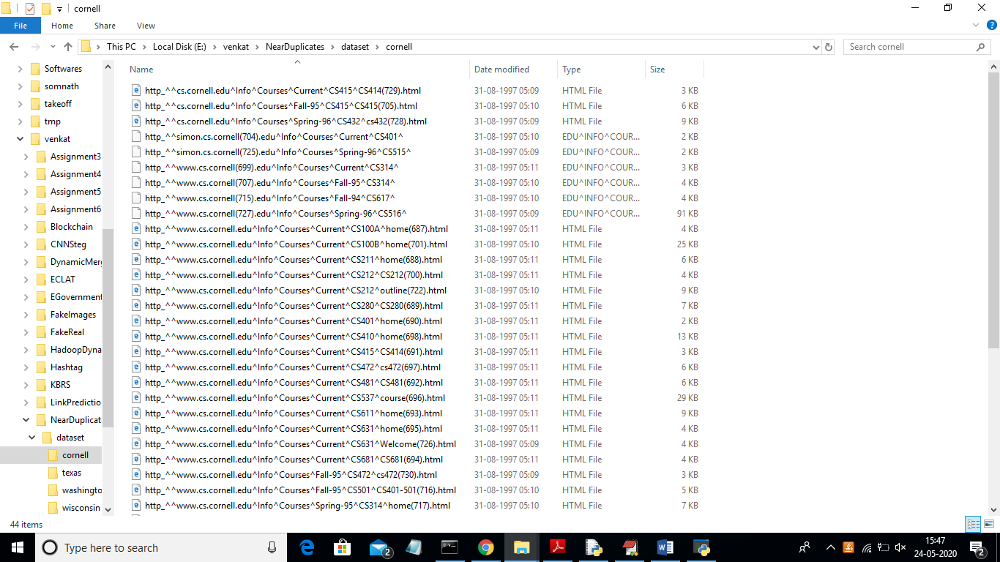 cornell
File Home Share View
This PC Local Disk (E:) venkat NearDuplicates dataset cornell Search cornell
Name Date modified Type Size
Softwares
somnath
takeoff
tmp
venkat
Assignment3
Assignment4
Assignment5
Assignment6
Blockchain
CNNSteg
DynamicMerg
ECLAT
EGovernment
FakeImages
FakeReal
HadoopDyna
Hashtag
KBRS
LinkPredictio
NearDuplicat
dataset
cornell
texas
washingto
wisconsin
http_^^cs.cornell.edu^Info^Courses^Current^CS415^CS414(729).html 31-08-1997 05:09 HTML File 3 KB
http_^^cs.cornell.edu^Info^Courses^Fall-95^CS415^CS415(705).html 31-08-1997 05:10 HTML File 6 KB
http_^^cs.cornell.edu^Info^Courses^Spring-96^CS432^cs432(728).html 31-08-1997 05:09 HTML File 9 KB
http_^^simon.cs.cornell(704).edu^Info^Courses^Current^CS401^ 31-08-1997 05:10 EDU^INFO^COUR... 2 KB
http_^^simon.cs.cornell(725).edu^Info^Courses^Spring-96^CS515^ 31-08-1997 05:09 EDU^INFO^COUR... 2 KB
http_^^www.cs.cornell(699).edu^Info^Courses^Current^CS314^ 31-08-1997 05:11 EDU^INFO^COUR... 3 KB
http_^^www.cs.cornell(707).edu^Info^Courses^Fall-95^CS314^ 31-08-1997 05:10 EDU^INFO^COUR... 4 KB
http_^^www.cs.cornell(715).edu^Info^Courses^Fall-94^CS617^ 31-08-1997 05:10 EDU^INFO^COUR... 4 KB
http_^^www.cs.cornell(727).edu^Info^Courses^Spring-96^CS516^ 31-08-1997 05:09 EDU^INFO^COUR... 91 KB
http_^^www.cs.cornell.edu^Info^Courses^Current^CS100A^home(687).html 31-08-1997 05:11 HTML File 4 KB
http_^^www.cs.cornell.edu^Info^Courses^Current^CS100B^home(701).html 31-08-1997 05:10 HTML File 25 KB
http_^^www.cs.cornell.edu^Info^Courses^Current^CS211^home(688).html 31-08-1997 05:11 HTML File 6 KB
http_^^www.cs.cornell.edu^Info^Courses^Current^CS212^CS212(700).html 31-08-1997 05:11 HTML File 4 KB
http_^^www.cs.cornell.edu^Info^Courses^Current^CS212^outline(722).html 31-08-1997 05:10 HTML File 9 KB
http_^^www.cs.cornell.edu^Info^Courses^Current^CS280^CS280(689).html 31-08-1997 05:11 HTML File 7 KB
http_^^www.cs.cornell.edu^Info^Courses^Current^CS401^home(690).html 31-08-1997 05:11 HTML File 2 KB
http_^^www.cs.cornell.edu^Info^Courses^Current^CS410^home(698).html 31-08-1997 05:11 HTML File 13 KB
http_^^www.cs.cornell.edu^Info^Courses^Current^CS415^CS414(691).html 31-08-1997 05:11 HTML File 3 KB
http_^^www.cs.cornell.edu^Info^Courses^Current^CS472^cs472(697).html 31-08-1997 05:11 HTML File 6 KB
http_^^www.cs.cornell.edu^Info^Courses^Current^CS481^CS481(692).html 31-08-1997 05:11 HTML File 6 KB
http_^^www.cs.cornell.edu^Info^Courses^Current^CS537^course(696).html 31-08-1997 05:11 HTML File 29 KB
http_^^www.cs.cornell.edu^Info^Courses^Current^CS611^home(693).html 31-08-1997 05:11 HTML File 9 KB
http_^^www.cs.cornell.edu^Info^Courses^Current^CS631^home(695).html 31-08-1997 05:11 HTML File 4 KB
http_^^www.cs.cornell.edu^Info^Courses^Current^CS631^Welcome(726).html 31-08-1997 05:09 HTML File 4 KB
http_^^www.cs.cornell.edu^Info^Courses^Current^CS681^CS681(694).html 31-08-1997 05:11 HTML File 4 KB
http_^^www.cs.cornell.edu^Info^Courses^Fall-95^CS472^cs472(730).html 31-08-1997 05:09 HTML File 3 KB
http_^^www.cs.cornell.edu^Info^Courses^Fall-95^CS501^CS401-501(716).html 31-08-1997 05:10 HTML File 5 KB
http_^^www.cs.cornell.edu^Info^Courses^Spring-95^CS314^home(717).html 31-08-1997 05:10 HTML File 7 KB
44 items
Type here to search 2 15:47
24-05-2020 2